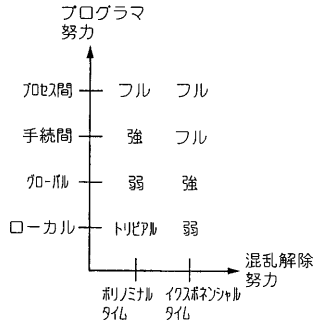 プログラマ
努力
プロセス間 フル フル
手続間 強 フル
グローバル 弱 強
ローカル トリビアル 弱
混乱解除
努力
ポリノミナル イクスポネンシャル
タイム タイム